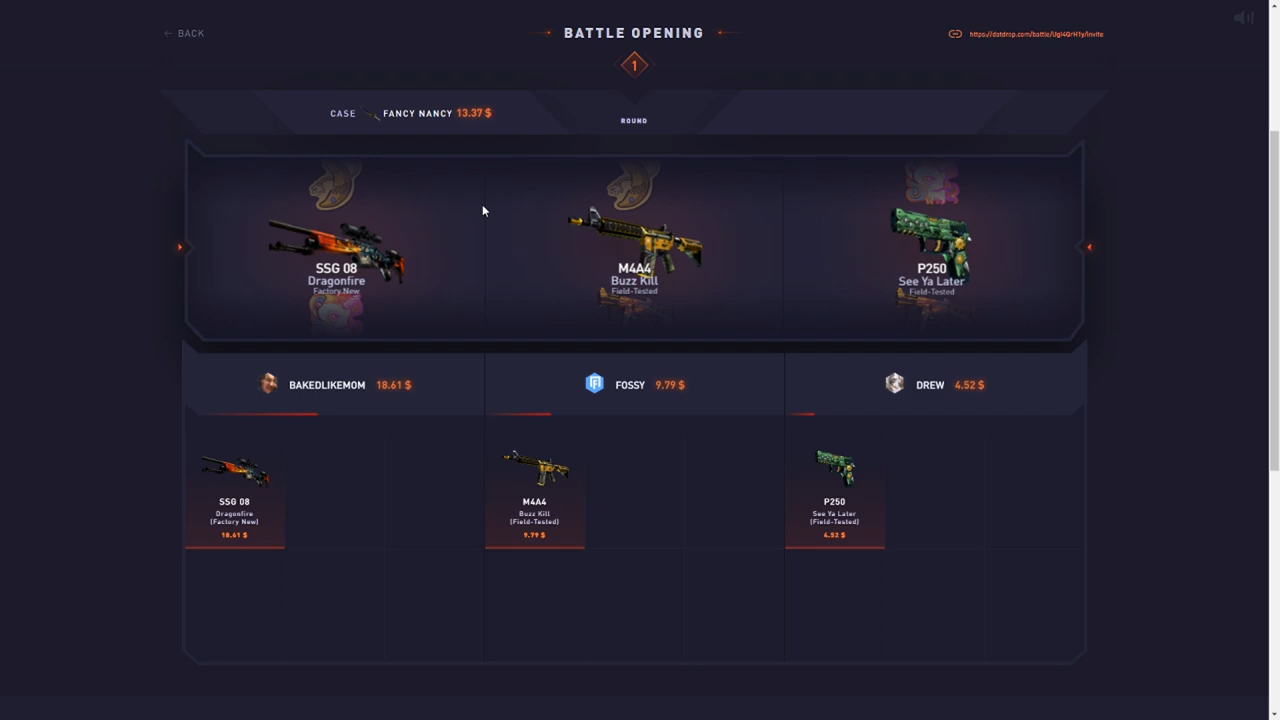 BACK
BATTLE OPENING
https://datdrop.com/battle/UgI4QrH1y/invite
1
CASE FANCY NANCY 13.37 $
ROUND
SSG 08
Dragonfire
Factory New
M4A4
Buzz Kill
Field-Tested
P250
See Ya Later
Field-Tested
BAKEDLIKEMOM 18.61 $
FOSSY 9.79 $
DREW 4.52 $
SSG 08
Dragonfire
(Factory New)
18.61 $
M4A4
Buzz Kill
(Field-Tested)
9.79 $
P250
See Ya Later
(Field-Tested)
4.52 $